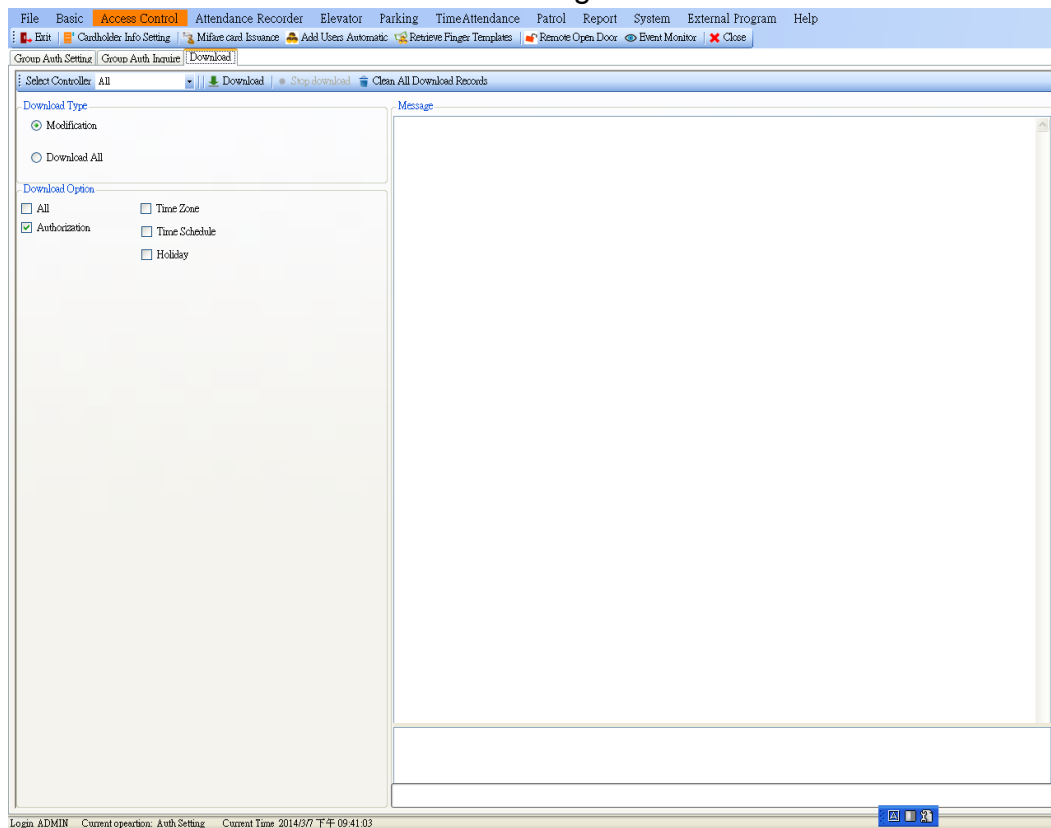 File Basic Access Control Attendance Recorder Elevator Parking TimeAttendance Patrol Report System External Program Help
Exit Cardholder Info Setting Mifare card Issuance Add Users Automatic Retrieve Finger Templates Remote Open Door Event Monitor Close
Group Auth Setting Group Auth Inquire Download
Select Controller All Download Stop download Clean All Download Records
Download Type
Message
Modification
Download All
Download Option
All Time Zone
Authorization Time Schedule
Holiday
Login ADMIN Current opeartion: Auth Setting Current Time 2014/3/7 下午 09:41:03